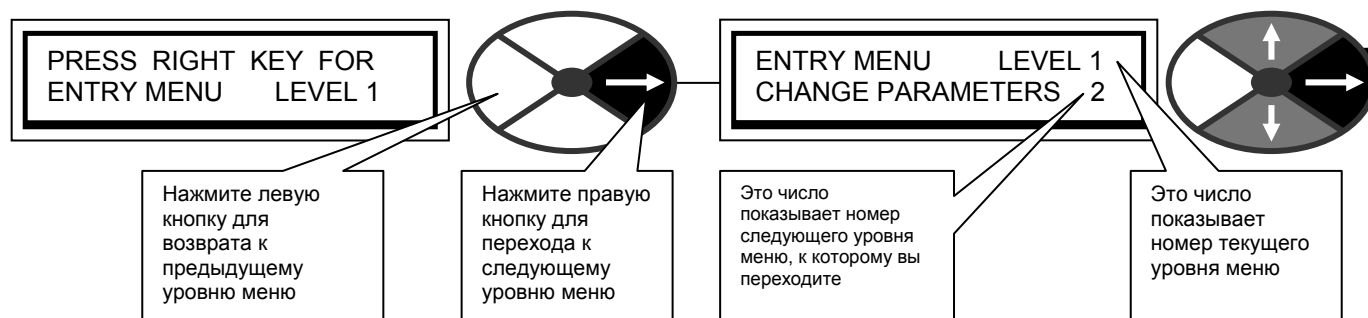 PRESS RIGHT KEY FOR
ENTRY MENU LEVEL 1
ENTRY MENU LEVEL 1
CHANGE PARAMETERS 2
Нажмите левую
кнопку для
возврата к
предыдущему
уровню меню
Нажмите правую
кнопку для
перехода к
следующему
уровню меню
Это число
показывает номер
следующего уровня
меню, к которому вы
переходите
Это число
показывает
номер текущего
уровня меню